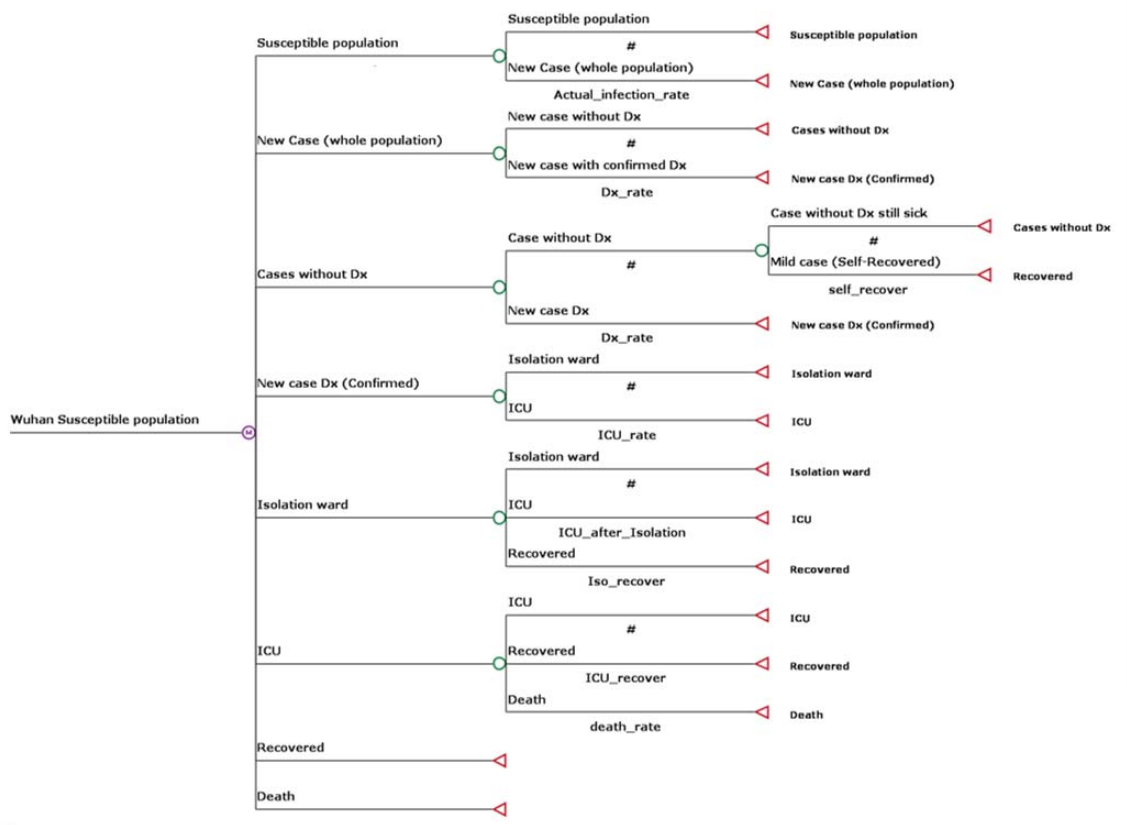 Susceptible population
Susceptible population
Susceptible population
#
New Case (whole population)
New Case (whole population)
Actual_infection_rate
New case without Dx
Cases without Dx
New Case (whole population)
#
New case with confirmed Dx
New case Dx (Confirmed)
Dx_rate
Case without Dx still sick
Cases without Dx
Case without Dx
#
Mild case (Self-Recovered)
Recovered
self_recover
Cases without Dx
#
New case Dx
New case Dx (Confirmed)
Dx_rate
Isolation ward
Isolation ward
New case Dx (Confirmed)
#
ICU
ICU
ICU_rate
Wuhan Susceptible population
M
Isolation ward
Isolation ward
#
Isolation ward
ICU
ICU
ICU_after_Isolation
Recovered
Recovered
Iso_recover
ICU
ICU
#
ICU
Recovered
Recovered
ICU_recover
Death
Death
death_rate
Recovered
Death